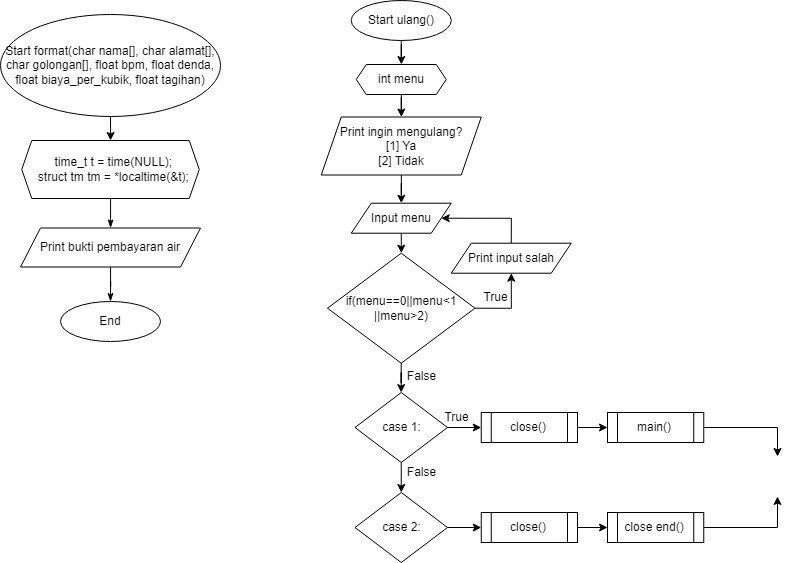 Start format(char nama[], char alamat[],
char golongan[], float bpm, float denda,
float biaya_per_kubik, float tagihan)
time_t t = time(NULL);
struct tm tm = *localtime(&t);
Print bukti pembayaran air
End
Start ulang()
int menu
Print ingin mengulang?
[1] Ya
[2] Tidak
Input menu
Print input salah
if(menu==0||menu<1
||menu>2)
True
False
case 1:
True
close()
main()
False
case 2:
close()
close end()